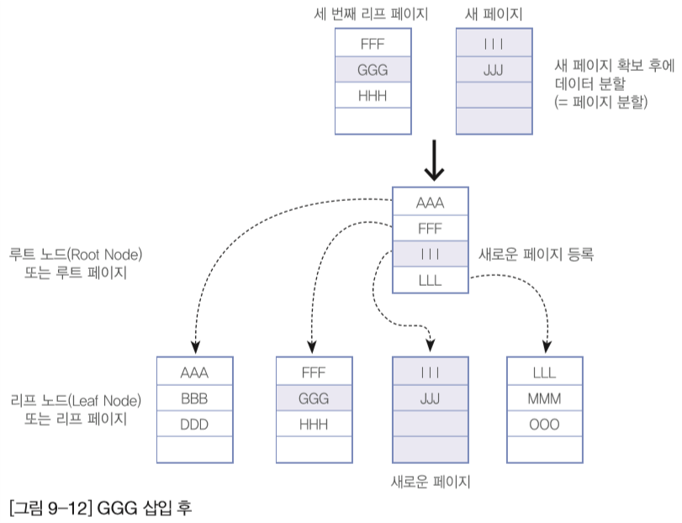 세 번째 리프 페이지
새 페이지
FFF
GGG
HHH
I I I
JJJ
새 페이지 확보 후에
데이터 분할
(= 페이지 분할)
루트 노드(Root Node)
또는 루트 페이지
AAA
FFF
I I I
LLL
새로운 페이지 등록
리프 노드(Leaf Node)
또는 리프 페이지
AAA
BBB
DDD
FFF
GGG
HHH
I I I
JJJ
LLL
MMM
OOO
새로운 페이지
[그림 9-12] GGG 삽입 후